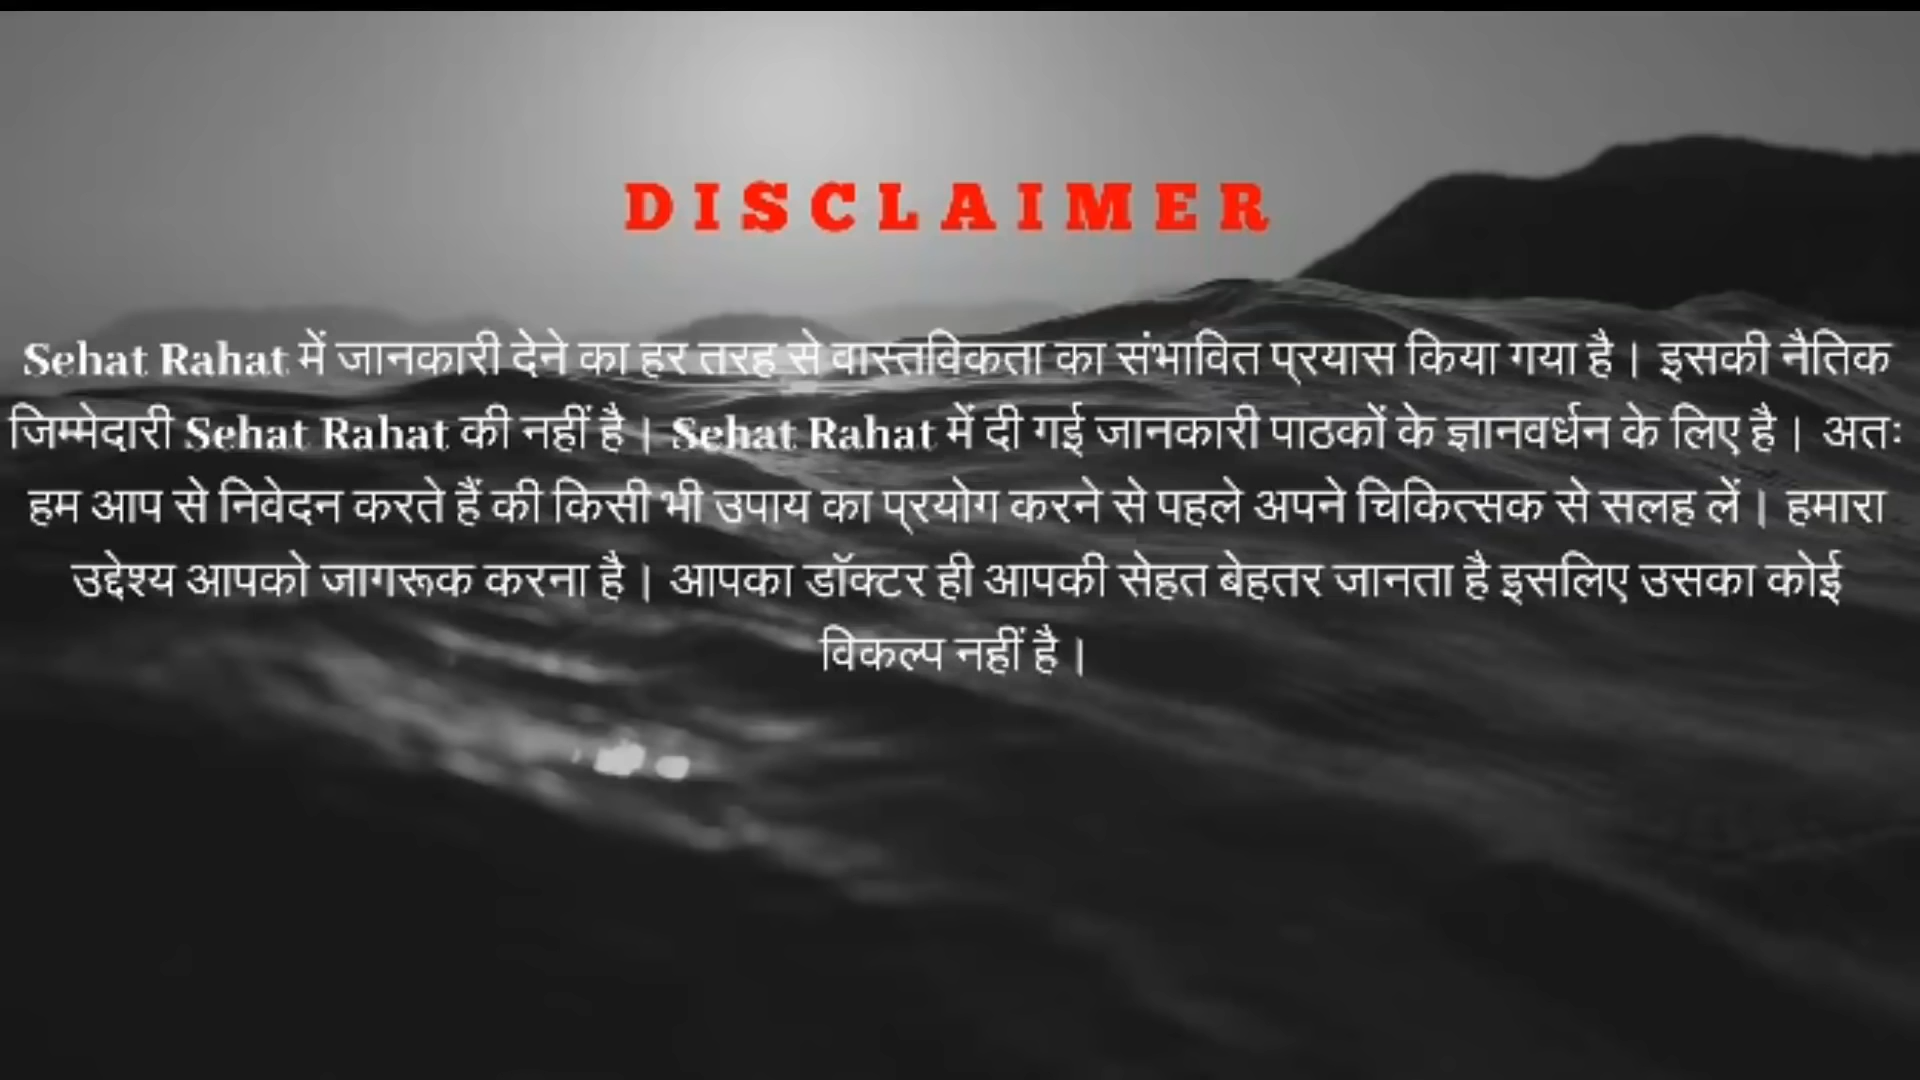 DISCLAIMER
Sehat Rahat में जानकारी देने का हर तरह से वास्तविकता का संभावित प्रयास किया गया है। इसकी नैतिक
जिम्मेदारी Sehat Rahat की नहीं है। Sehat Rahat में दी गई जानकारी पाठकों के ज्ञानवर्धन के लिए है। अतः
हम आप से निवेदन करते हैं की किसी भी उपाय का प्रयोग करने से पहले अपने चिकित्सक से सलह लें। हमारा
उद्देश्य आपको जागरूक करना है। आपका डॉक्टर ही आपकी सेहत बेहतर जानता है इसलिए उसका कोई
विकल्प नहीं है।